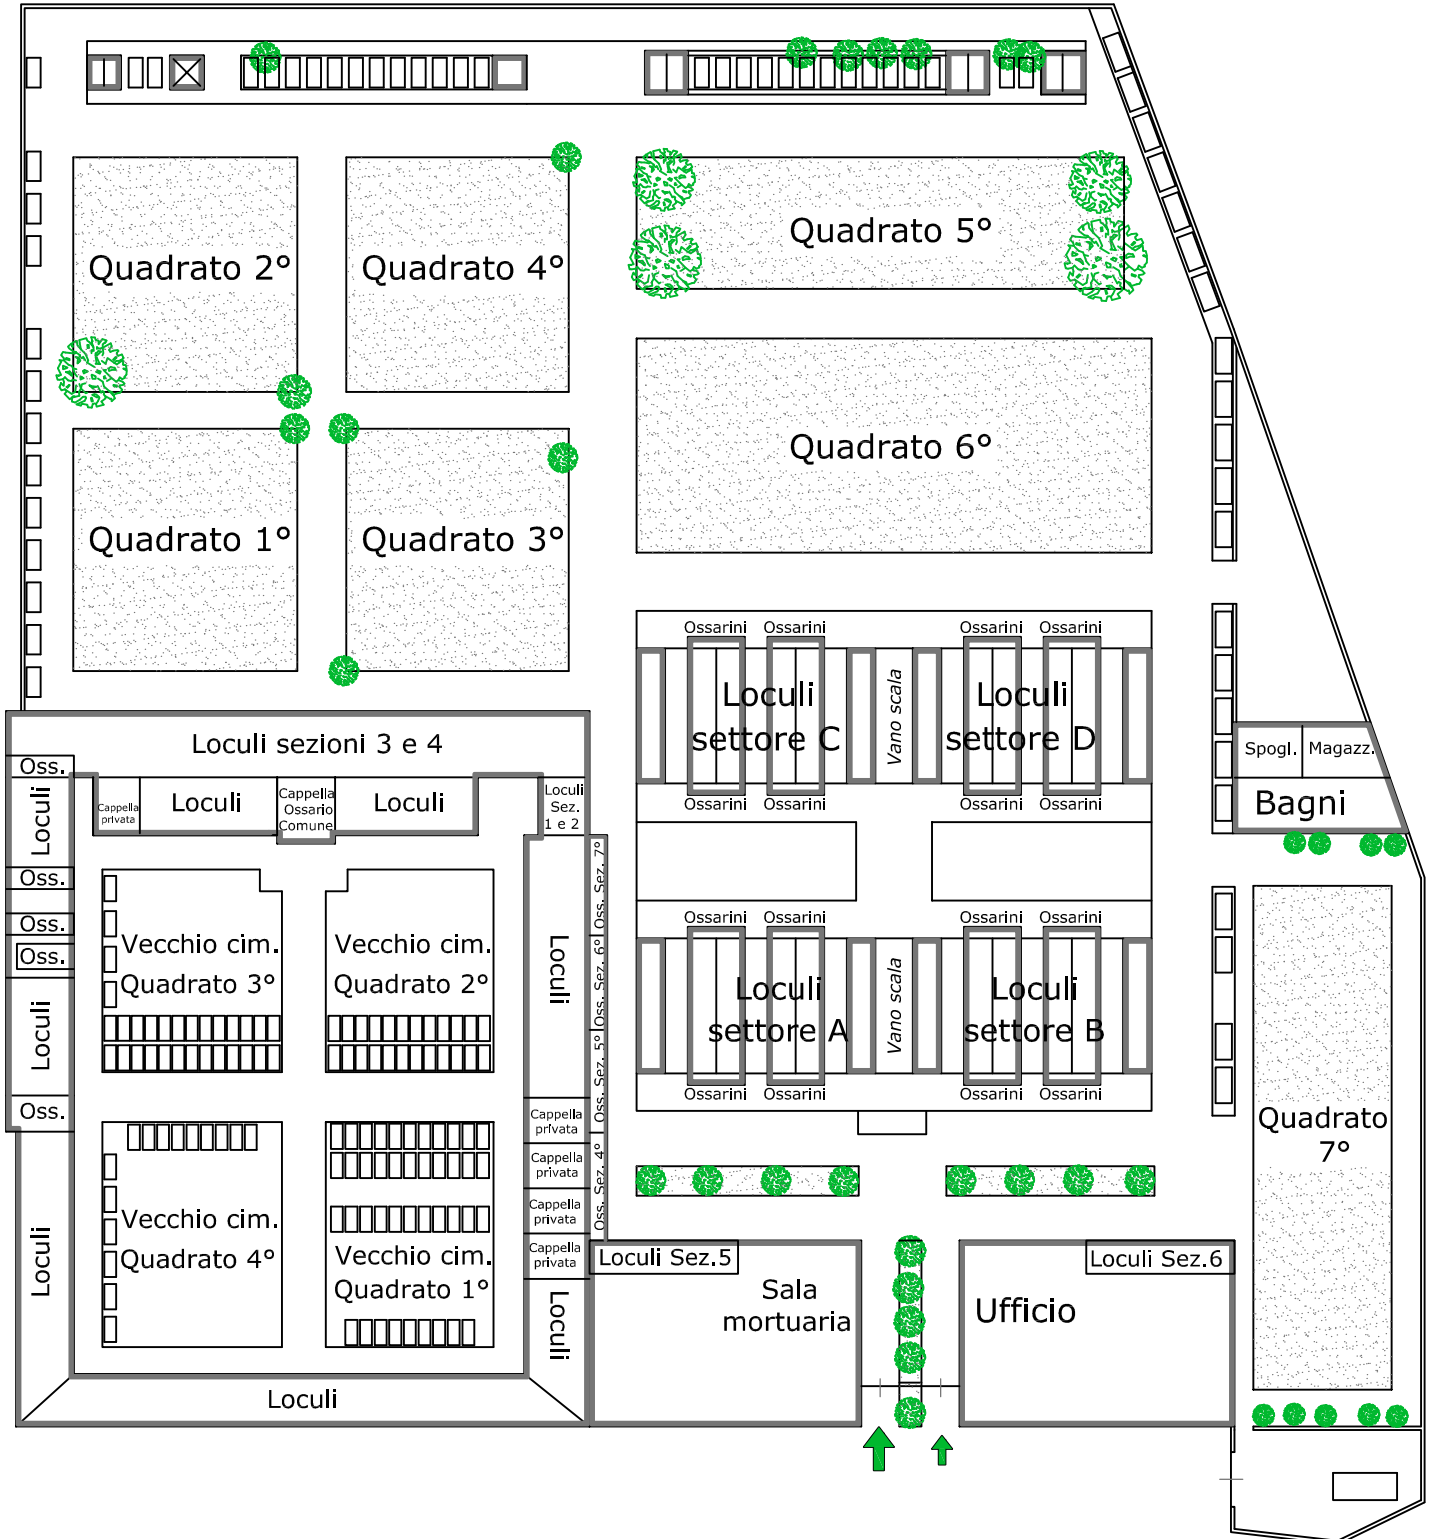 Quadrato 5°
Quadrato 2°
Quadrato 4°
Quadrato 6°
Quadrato 1°
Quadrato 3°
Ossarini
Ossarini
Ossarini
Ossarini
Loculi
settore C
Vano scala
Loculi
settore D
Ossarini
Ossarini
Ossarini
Ossarini
Spogl.
Magazz.
Bagni
Loculi sezioni 3 e 4
Oss.
Loculi
Cappella
privata
Loculi
Cappella
Ossario
Comune
Loculi
Loculi
Sez.
1 e 2
Oss.
Oss.
Oss.
Loculi
Oss.
Loculi
Vecchio cim.
Quadrato 3°
Vecchio cim.
Quadrato 2°
Loculi
Oss. Sez. 7°
Oss. Sez. 6°
Oss. Sez. 5°
Oss. Sez. 4°
Ossarini
Ossarini
Ossarini
Ossarini
Loculi
settore A
Vano scala
Loculi
settore B
Ossarini
Ossarini
Ossarini
Ossarini
Quadrato
7°
Cappella
privata
Cappella
privata
Cappella
privata
Cappella
privata
Vecchio cim.
Quadrato 4°
Vecchio cim.
Quadrato 1°
Loculi
Loculi
Loculi Sez.5
Sala
mortuaria
Loculi Sez.6
Ufficio